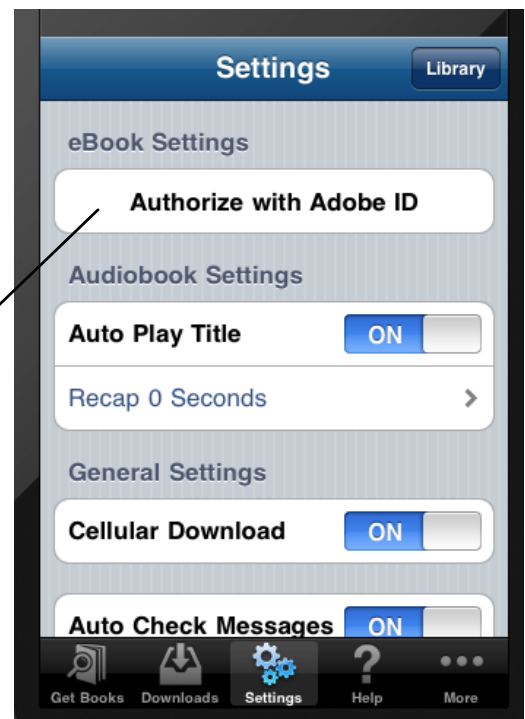 Settings
Library
eBook Settings
Authorize with Adobe ID
Audiobook Settings
Auto Play Title ON
Recap 0 Seconds
General Settings
Cellular Download ON
Auto Check Messages ON
Get Books Downloads Settings Help More